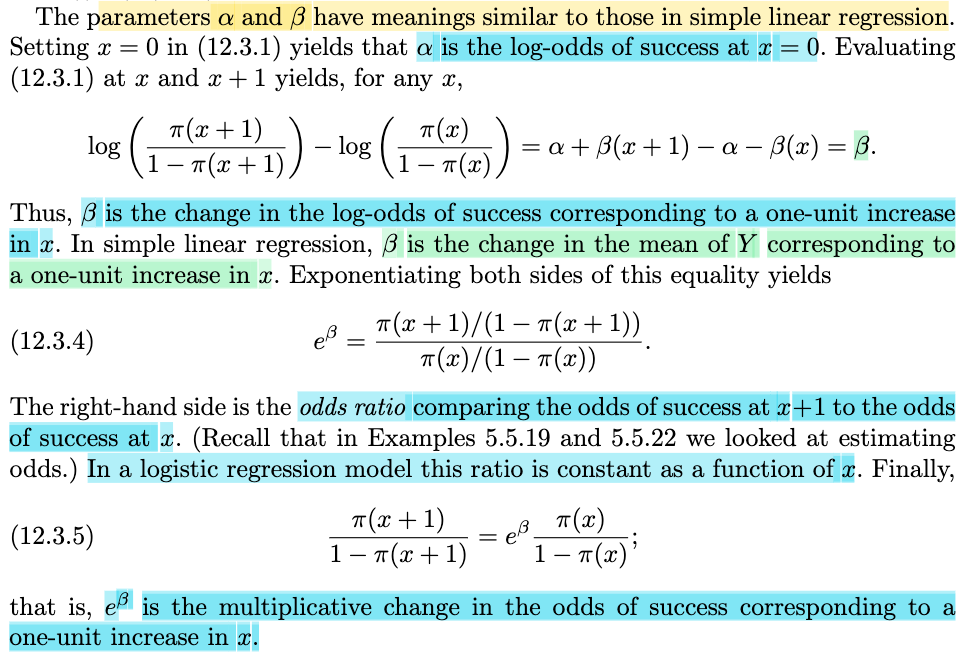 The parameters α and β have meanings similar to those in simple linear regression.
Setting x = 0 in (12.3.1) yields that α is the log-odds of success at x = 0. Evaluating
(12.3.1) at x and x + 1 yields, for any x,
log ( π(x + 1) / 1 − π(x + 1) ) − log ( π(x) / 1 − π(x) ) = α + β(x + 1) − α − β(x) = β.
Thus, β is the change in the log-odds of success corresponding to a one-unit increase
in x. In simple linear regression, β is the change in the mean of Y corresponding to
a one-unit increase in x. Exponentiating both sides of this equality yields
(12.3.4) e^β = π(x + 1)/(1 − π(x + 1)) / π(x)/(1 − π(x)) .
The right-hand side is the odds ratio comparing the odds of success at x+1 to the odds
of success at x. (Recall that in Examples 5.5.19 and 5.5.22 we looked at estimating
odds.) In a logistic regression model this ratio is constant as a function of x. Finally,
(12.3.5) π(x + 1) / 1 − π(x + 1) = e^β π(x) / 1 − π(x) ;
that is, e^β is the multiplicative change in the odds of success corresponding to a
one-unit increase in x.